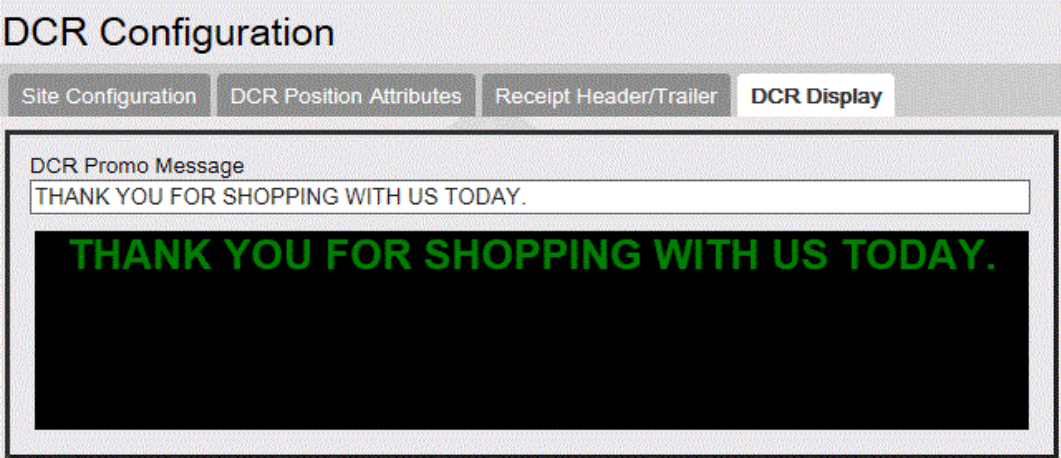 DCR Configuration
Site Configuration DCR Position Attributes Receipt Header/Trailer DCR Display
DCR Promo Message
THANK YOU FOR SHOPPING WITH US TODAY.
THANK YOU FOR SHOPPING WITH US TODAY.